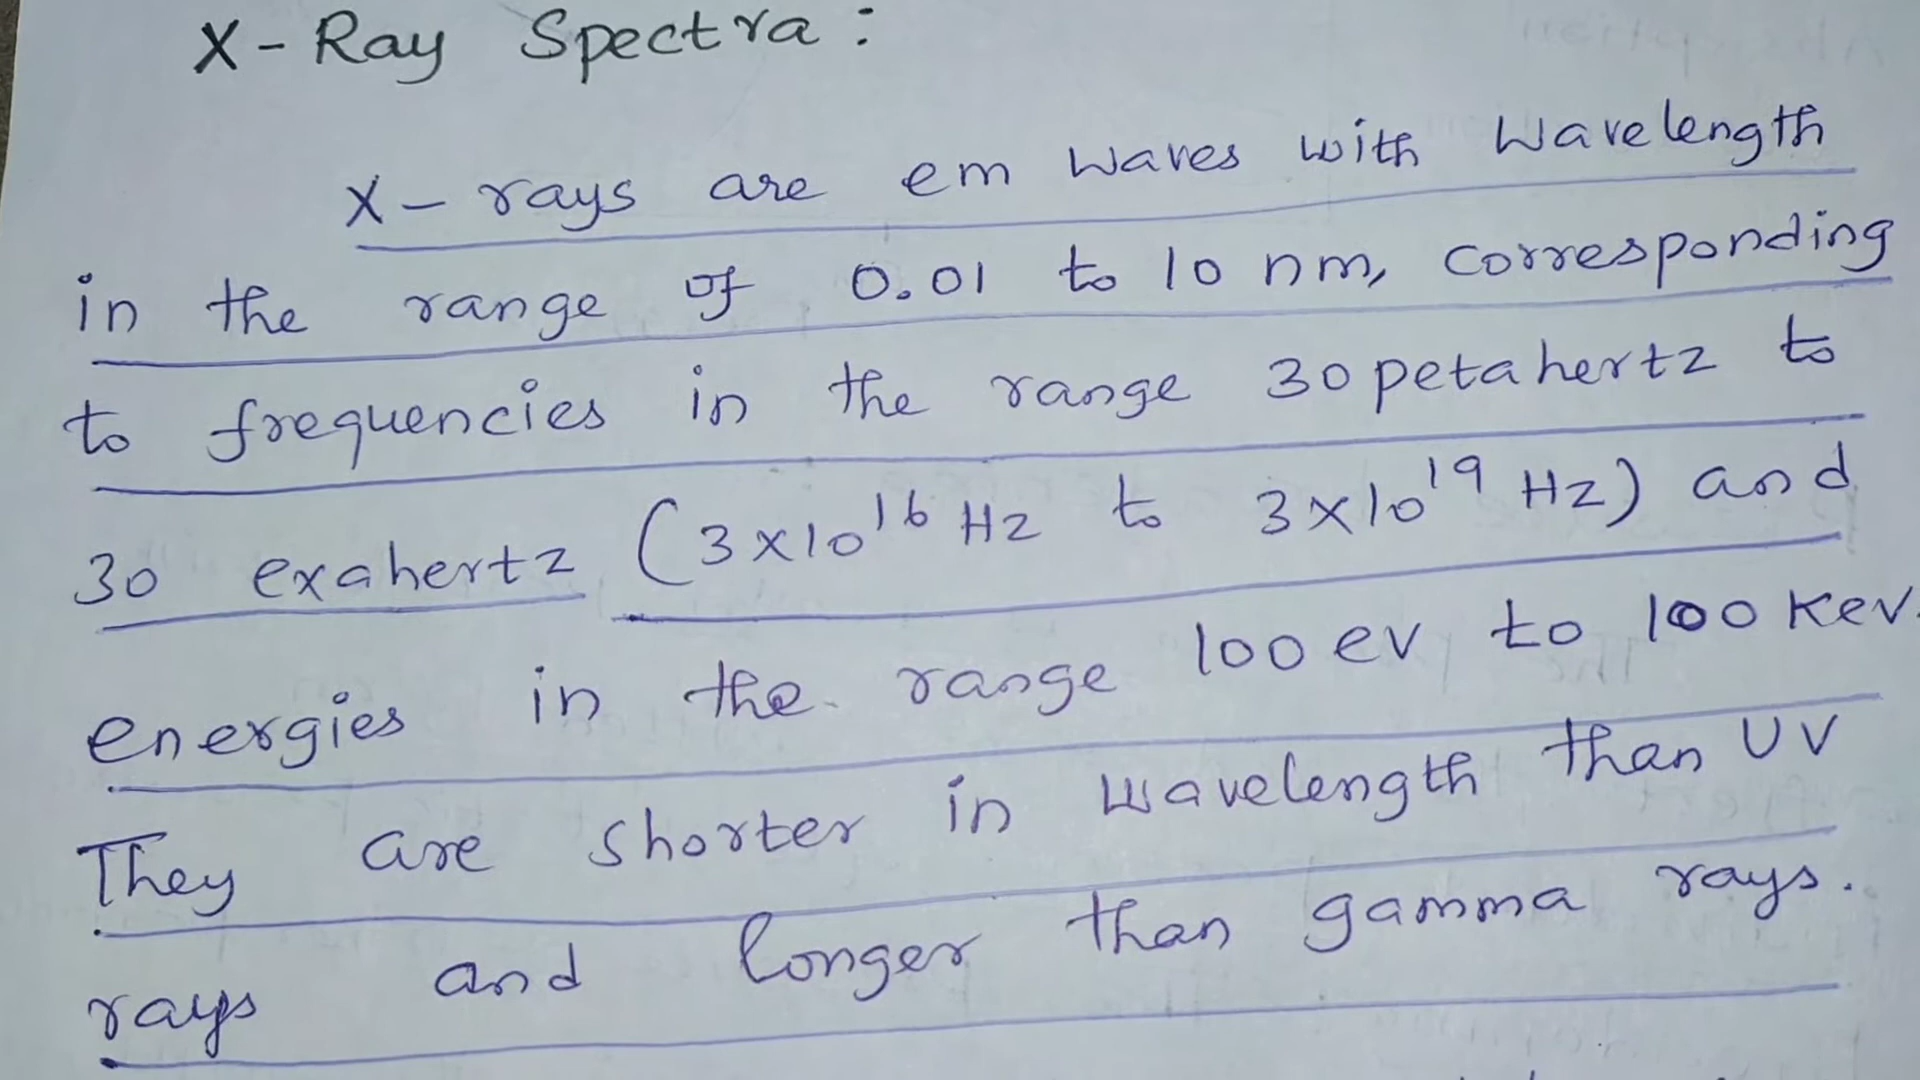 X-Ray Spectra:
X-rays are em waves with wavelength
in the range of 0.01 to 10 nm, corresponding
to frequencies in the range 30 petahertz to
30 exahertz (3×10¹⁶ Hz to 3×10¹⁹ Hz) and
energies in the range 100 ev to 100 Kev.
They are shorter in wavelength than UV
rays and longer than gamma rays.